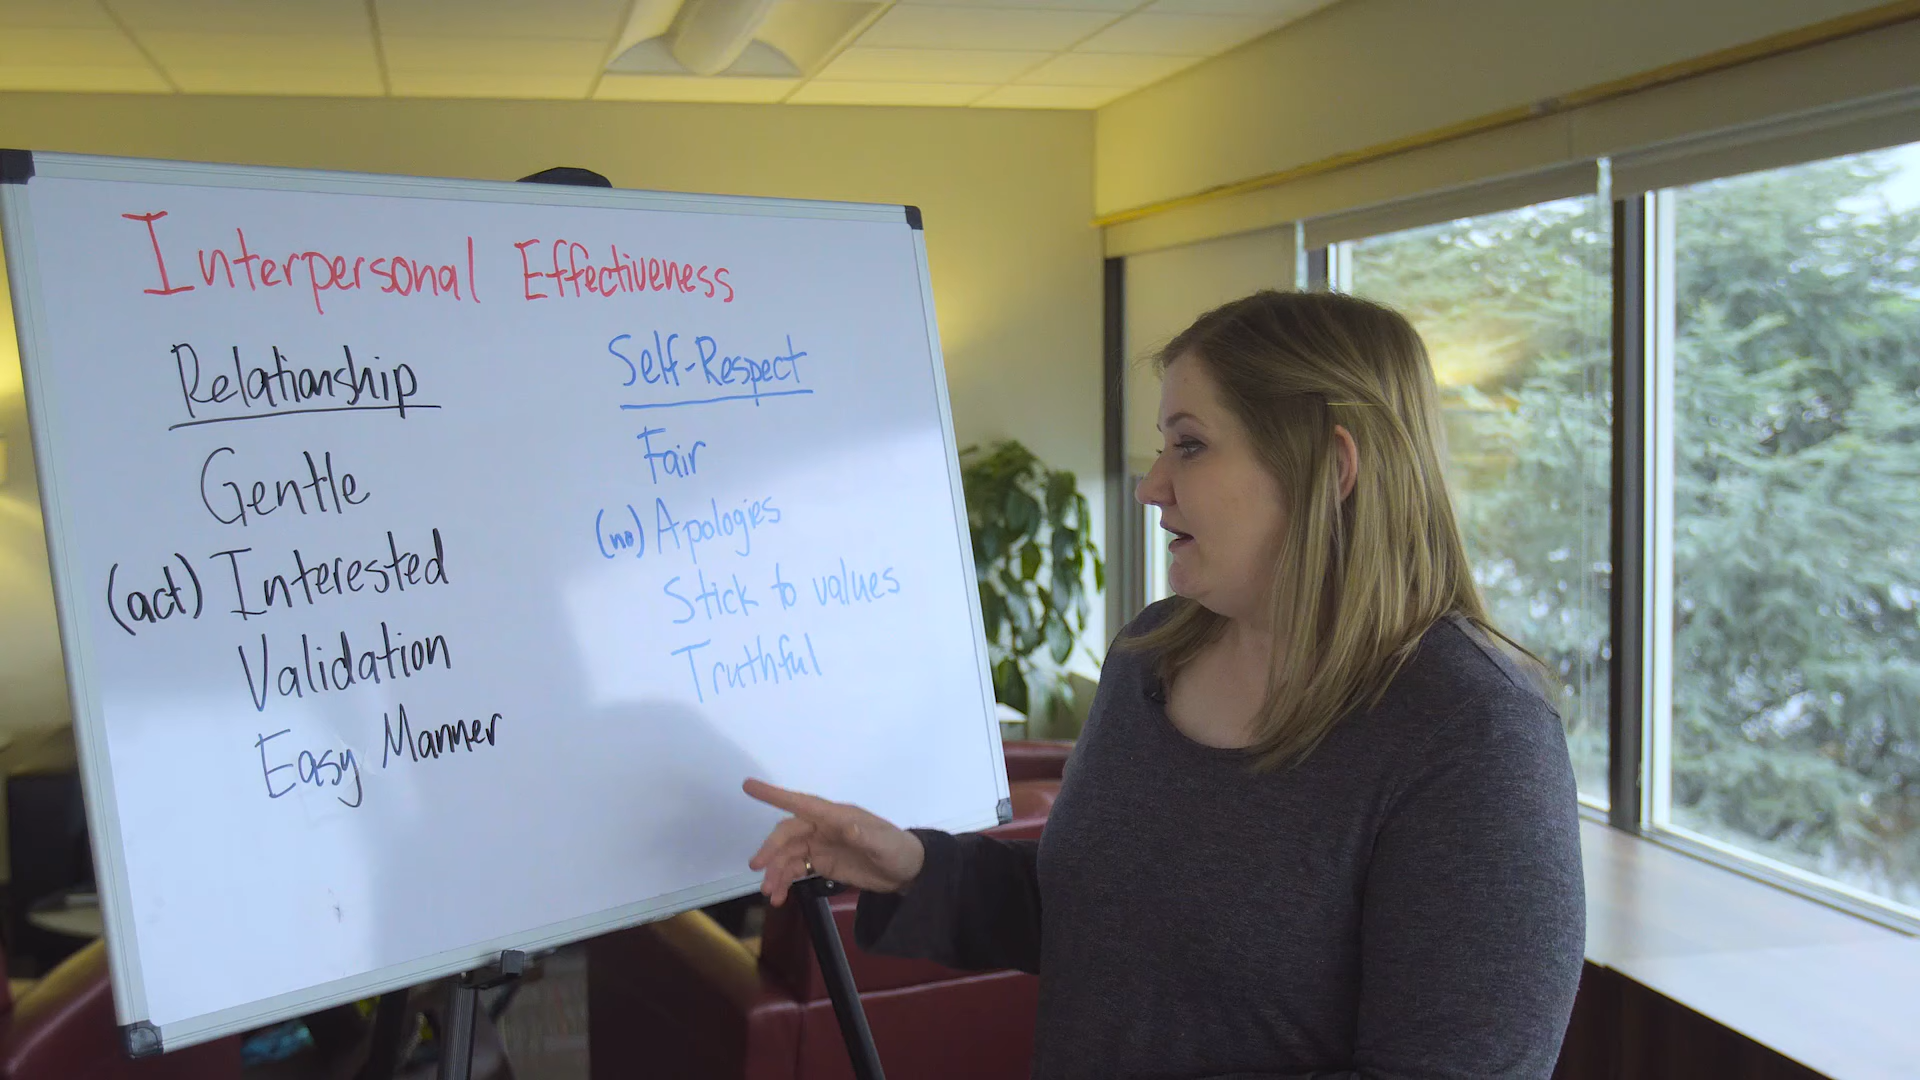 Interpersonal Effectiveness
Relationship
Gentle
(act) Interested
Validation
Easy Manner
Self-Respect
Fair
(no) Apologies
Stick to values
Truthful